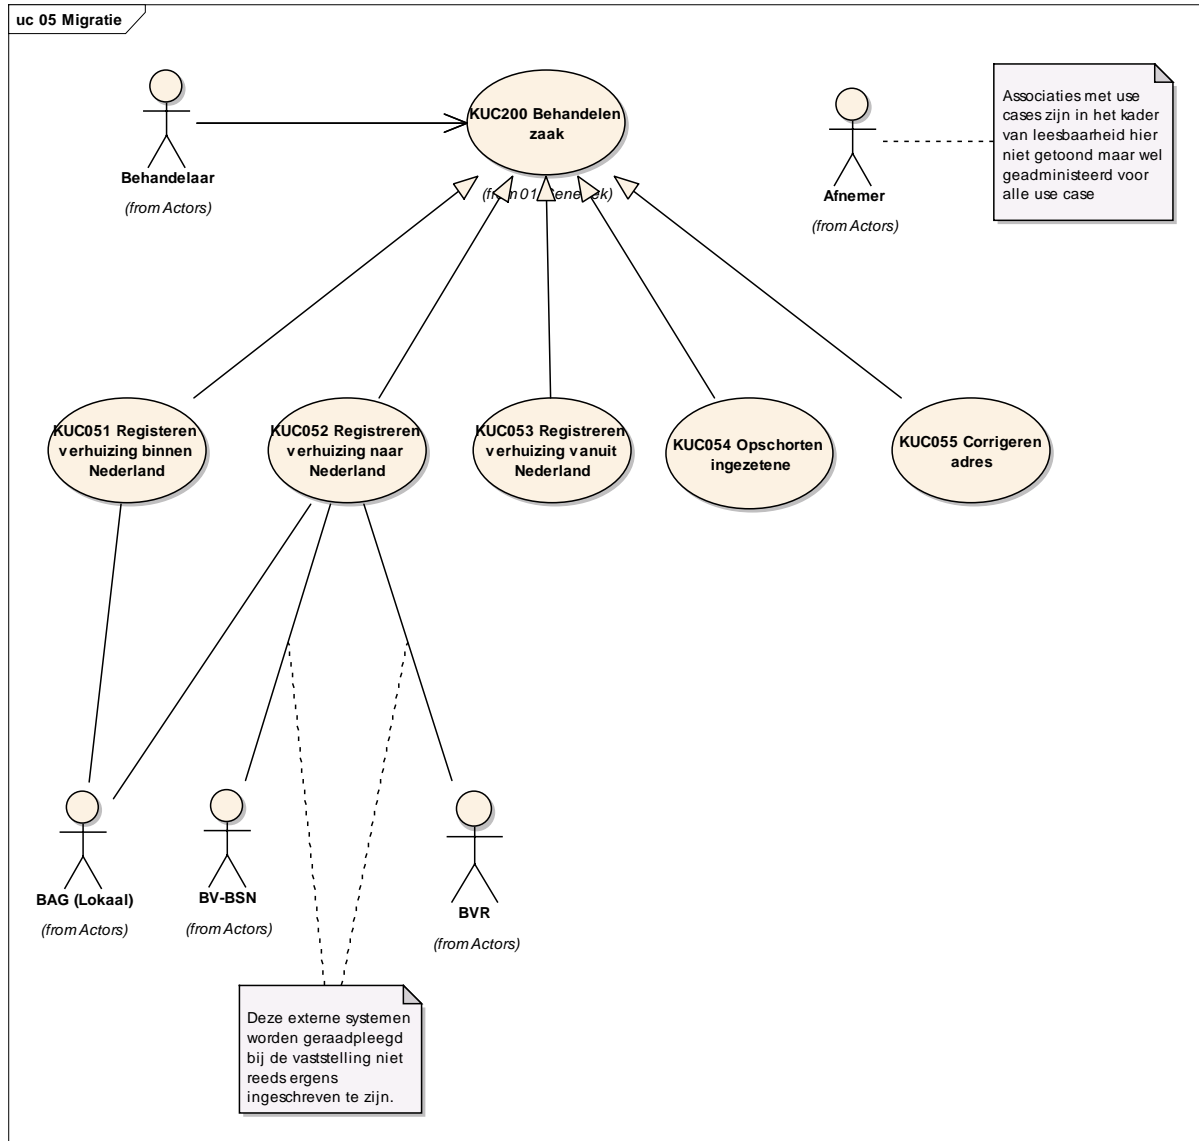 uc 05 Migratie
KUC200 Behandelen
zaak
Behandelaar
(from Actors)
Afnemer
(from Actors)
Associaties met use
cases zijn in het kader
van leesbaarheid hier
niet getoond maar wel
geadministeerd voor
alle use case
KUC051 Registeren
verhuizing binnen
Nederland
KUC052 Registreren
verhuizing naar
Nederland
KUC053 Registreren
verhuizing vanuit
Nederland
KUC054 Opschorten
ingezetene
KUC055 Corrigeren
adres
BAG (Lokaal)
(from Actors)
BV-BSN
(from Actors)
BVR
(from Actors)
Deze externe systemen
worden geraadpleegd
bij de vaststelling niet
reeds ergens
ingeschreven te zijn.